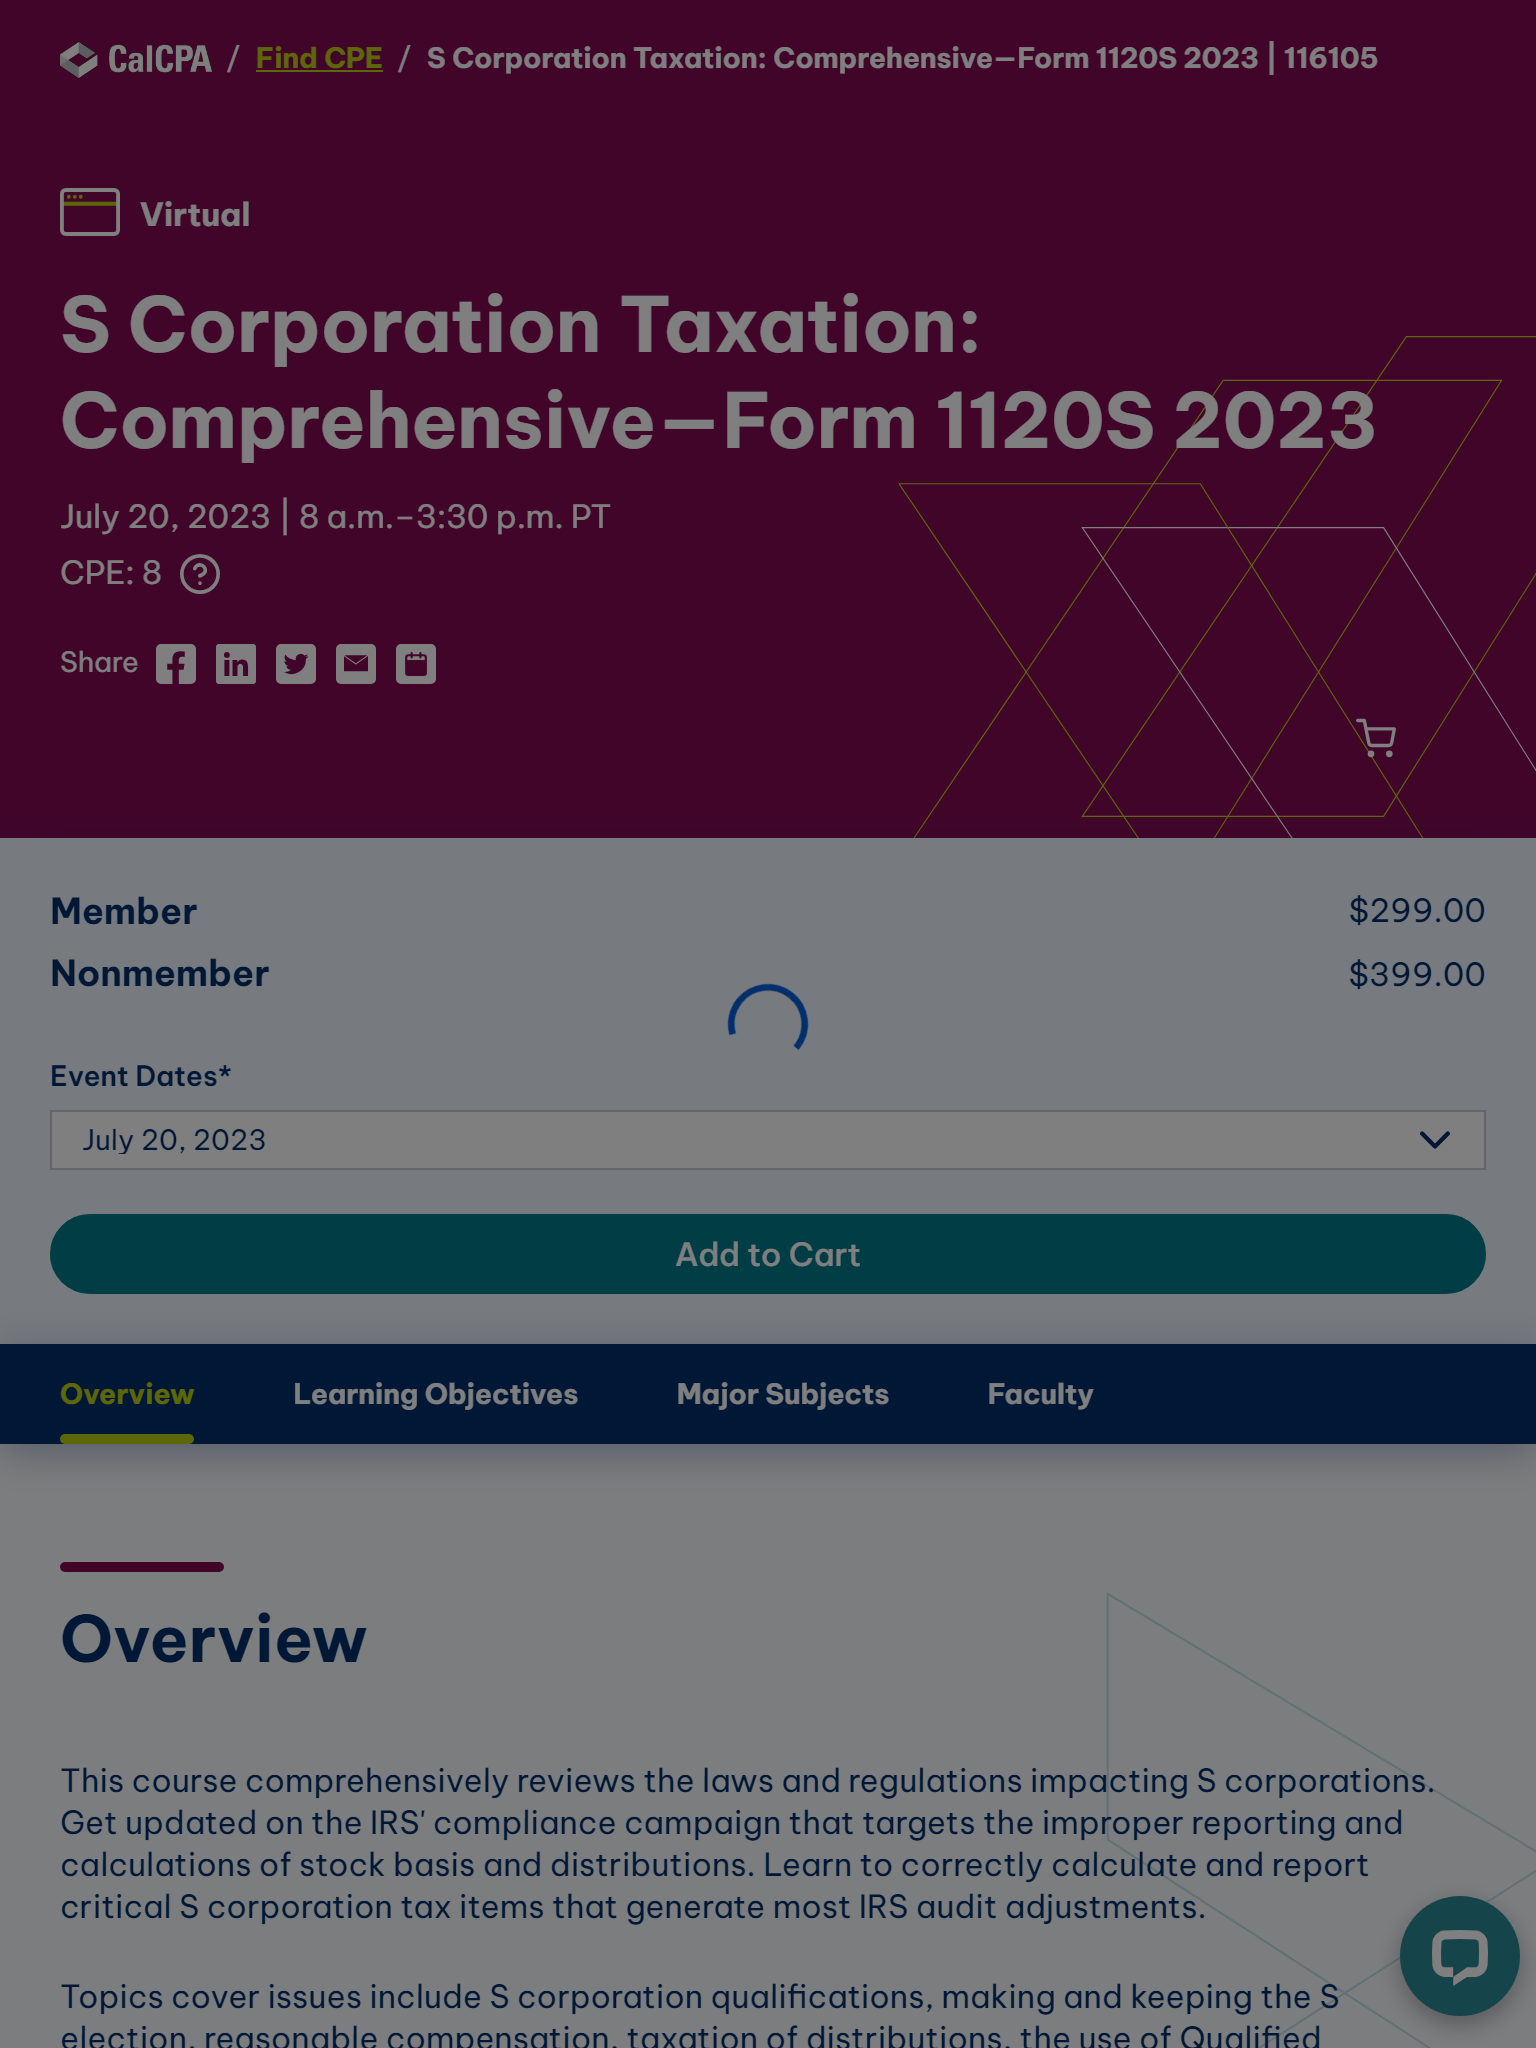 CalCPA / Find CPE / S Corporation Taxation: Comprehensive—Form 1120S 2023 | 116105
Virtual
S Corporation Taxation:
Comprehensive—Form 1120S 2023
July 20, 2023 | 8 a.m.–3:30 p.m. PT
CPE: 8 ?
Share f in
Member $299.00
Nonmember $399.00
Event Dates*
July 20, 2023
Add to Cart
Overview Learning Objectives Major Subjects Faculty
Overview
This course comprehensively reviews the laws and regulations impacting S corporations.
Get updated on the IRS' compliance campaign that targets the improper reporting and
calculations of stock basis and distributions. Learn to correctly calculate and report
critical S corporation tax items that generate most IRS audit adjustments.
Topics cover issues include S corporation qualifications, making and keeping the S
election, reasonable compensation, taxation of distributions, the use of Qualified